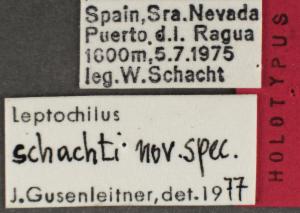 Spain,Sra.Nevada
Puerto.d.l. Ragua
1600m,5.7.1975
leg.W.Schacht
HOLOTYPUS
Leptochilus
schachti nov.spec.
J.Gusenleitner, det.1977